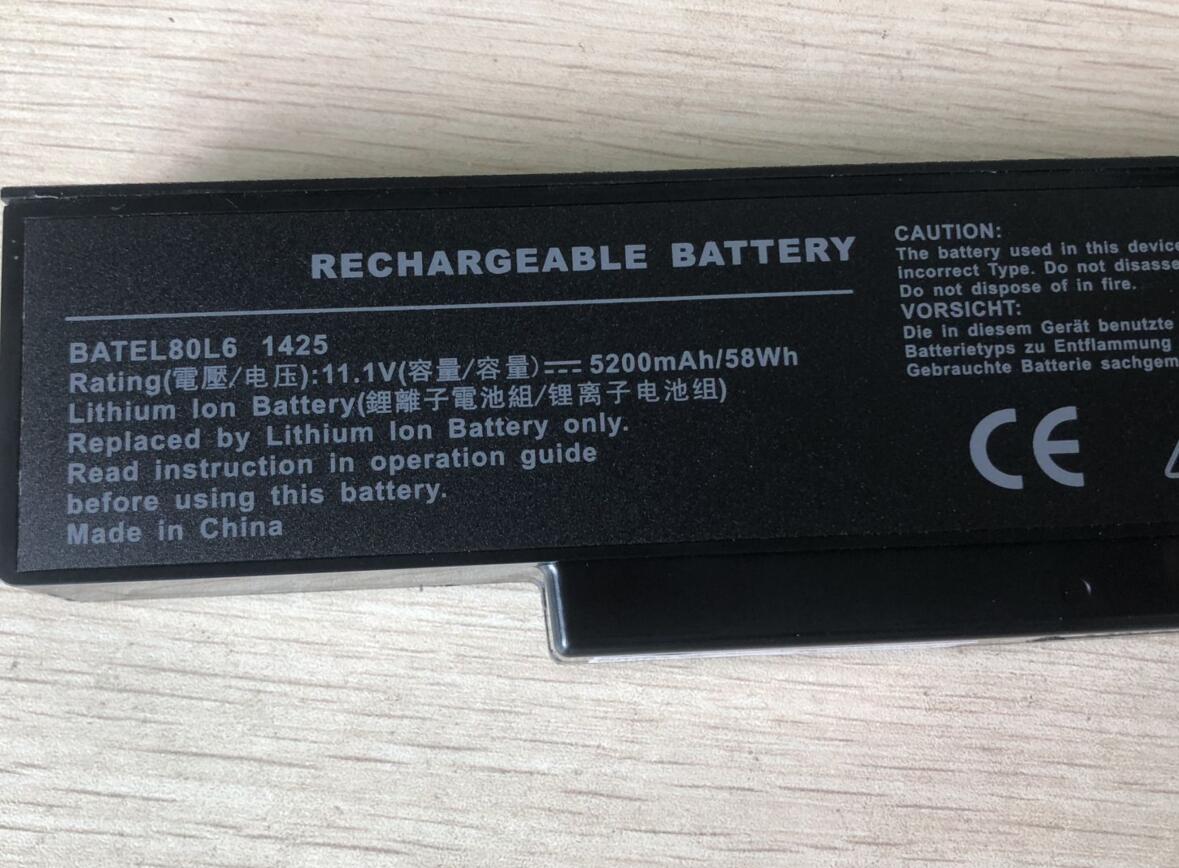 RECHARGEABLE BATTERY
BATEL80L6 1425
Rating(電壓/电压):11.1V(容量/容量)⎓5200mAh/58Wh
Lithium Ion Battery(鋰離子電池組/锂离子电池组)
Replaced by Lithium Ion Battery only.
Read instruction in operation guide
before using this battery.
Made in China
CAUTION:
The battery used in this device
incorrect Type. Do not disasse
Do not dispose of in fire.
VORSICHT:
Die in diesem Gerät benutzte
Batterietyps zu Entflammung
Gebrauchte Batterie sachgem
CE